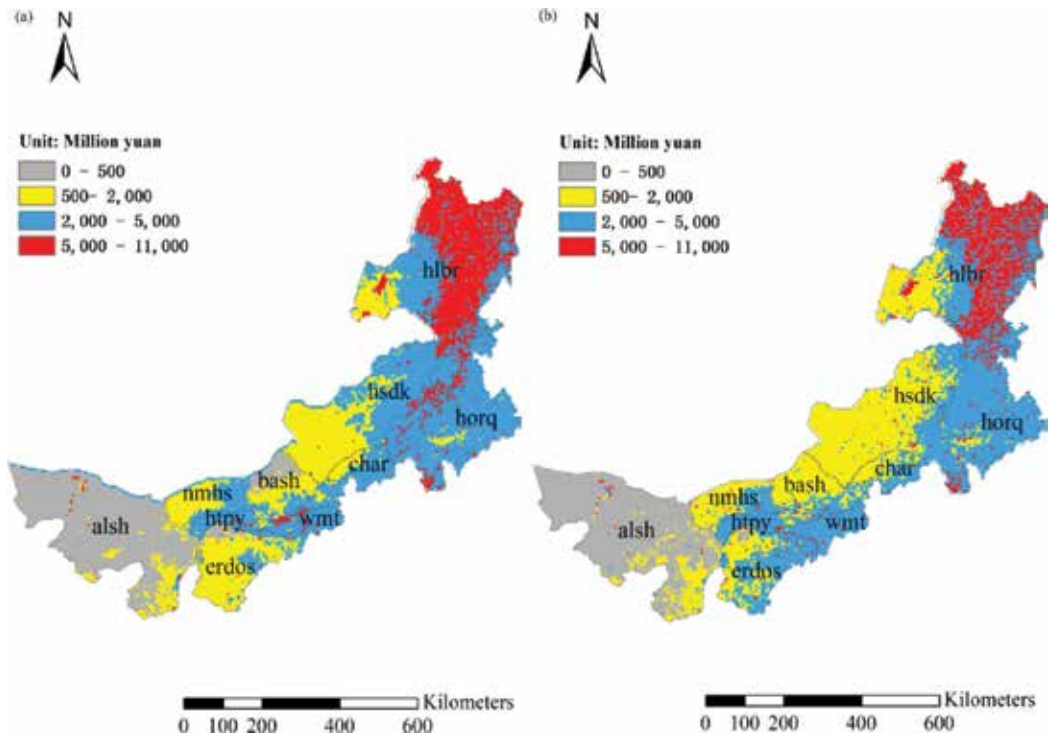 (a)
N
Unit: Million yuan
0 - 500
500- 2, 000
2, 000 - 5, 000
5, 000 - 11, 000
hlbr
hsdk
horq
char
bash
nmhs
htpy
wmt
alsh
erdos
Kilometers
0 100 200 400 600
(b)
N
Unit: Million yuan
0 - 500
500- 2, 000
2, 000 - 5, 000
5, 000 - 11, 000
hlbr
hsdk
horq
char
bash
nmhs
htpy
wmt
alsh
erdos
Kilometers
0 100 200 400 600